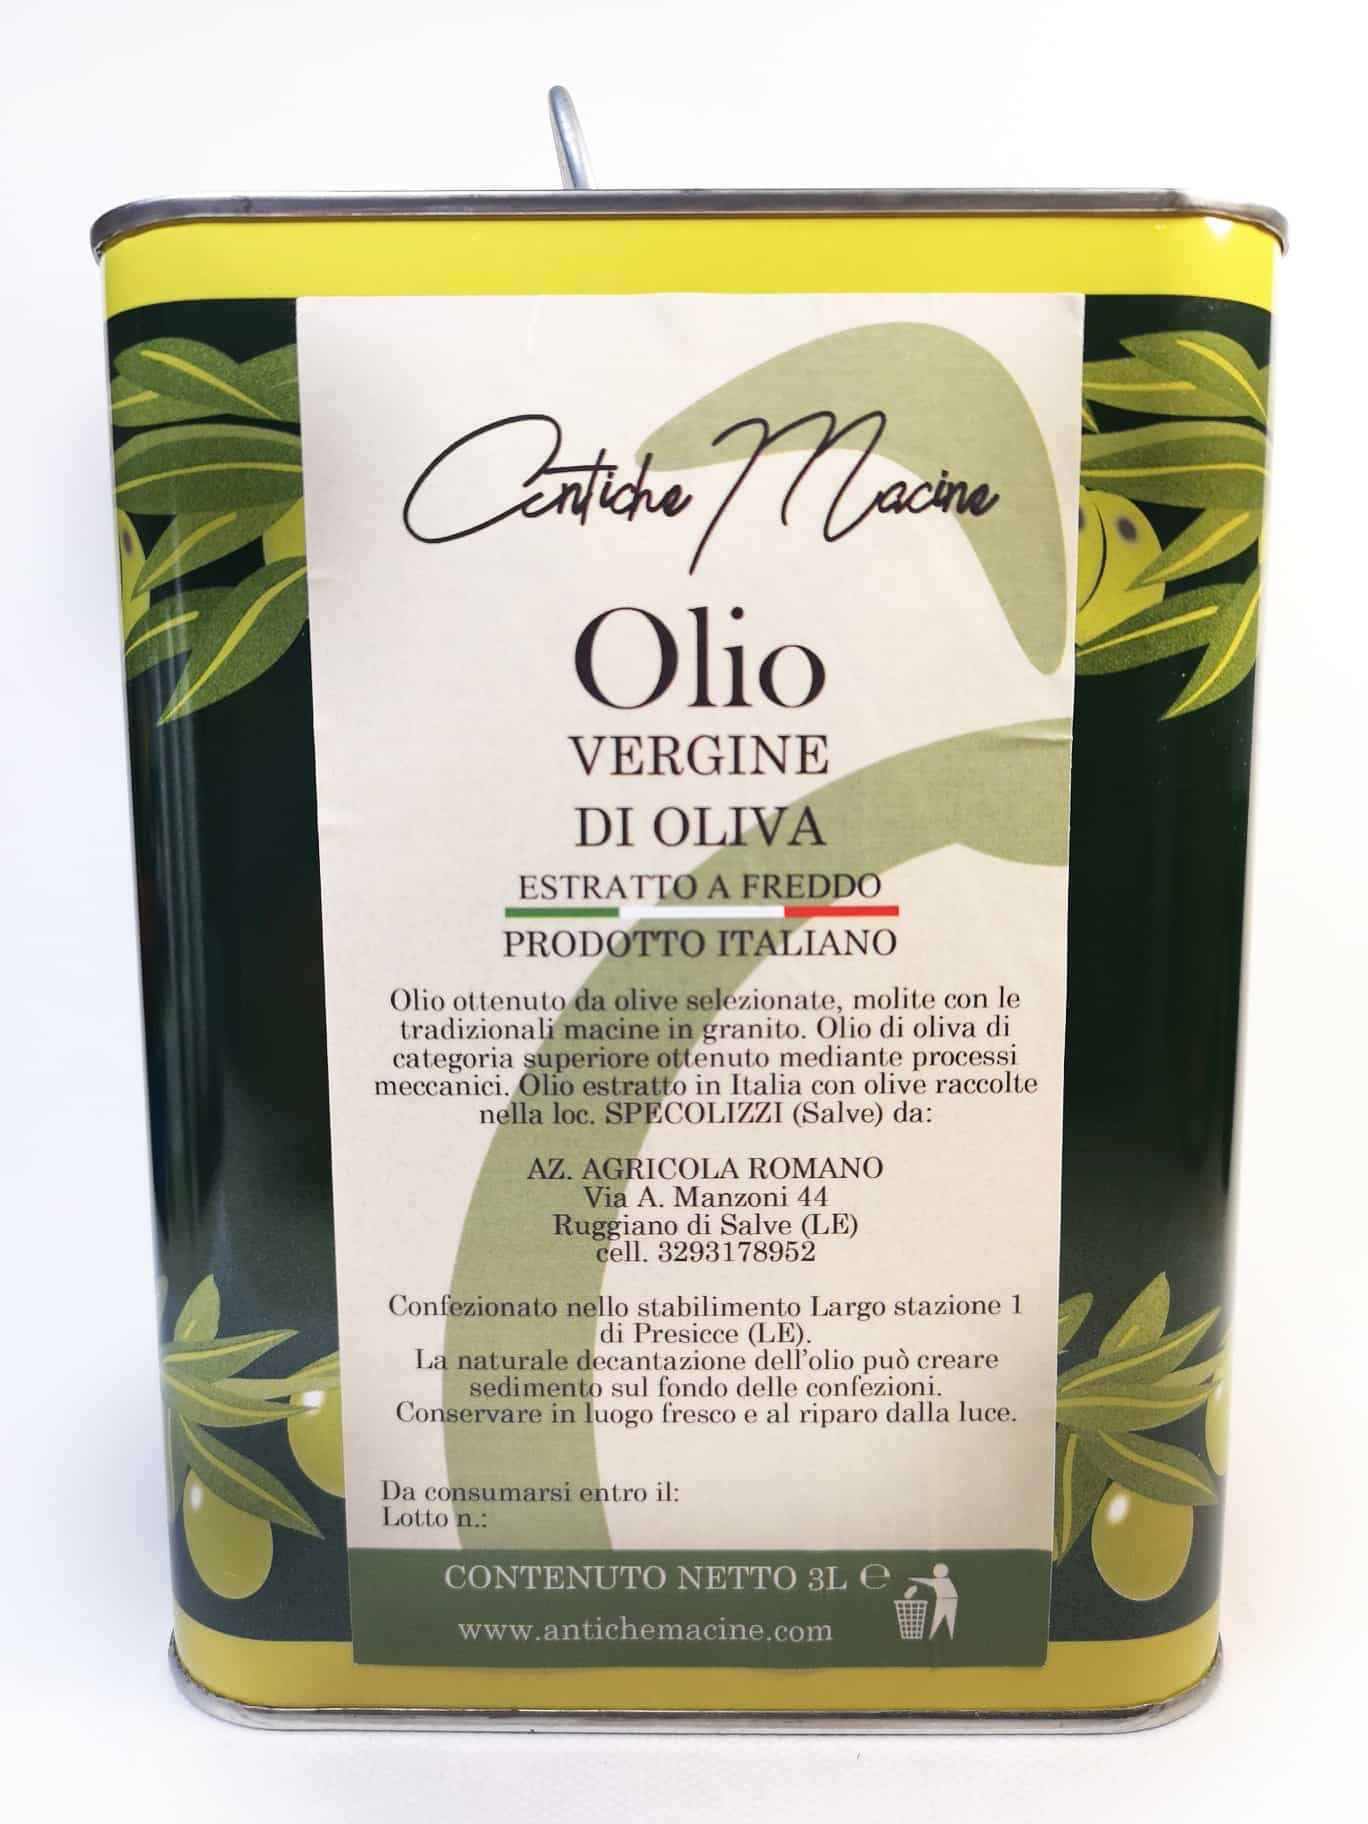 Antiche Macine
Olio
VERGINE
DI OLIVA
ESTRATTO A FREDDO
PRODOTTO ITALIANO
Olio ottenuto da olive selezionate, molite con le
tradizionali macine in granito. Olio di oliva di
categoria superiore ottenuto mediante processi
meccanici. Olio estratto in Italia con olive raccolte
nella loc. SPECOLIZZI (Salve) da:
AZ. AGRICOLA ROMANO
Via A. Manzoni 44
Ruggiano di Salve (LE)
cell. 3293178952
Confezionato nello stabilimento Largo stazione 1
di Presicce (LE).
La naturale decantazione dell'olio può creare
sedimento sul fondo delle confezioni.
Conservare in luogo fresco e al riparo dalla luce.
Da consumarsi entro il:
Lotto n.:
CONTENUTO NETTO 3L ℮
www.antichemacine.com